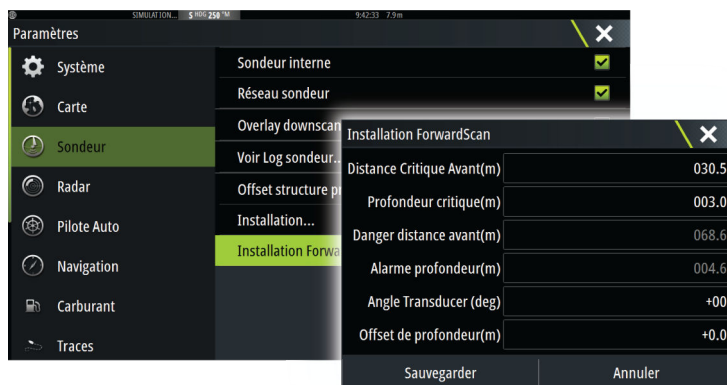 SIMULATION... S HDG 250 °M 9:42:33 7.9 m
Paramètres
Système
Carte
Sondeur
Radar
Pilote Auto
Navigation
Carburant
Traces
Sondeur interne
Réseau sondeur
Overlay downscan
Voir Log sondeur..
Offset structure p
Installation...
Installation Forwa
Installation ForwardScan
Distance Critique Avant(m) 030.5
Profondeur critique(m) 003.0
Danger distance avant(m) 068.6
Alarme profondeur(m) 004.6
Angle Transducer (deg) +00
Offset de profondeur(m) +0.0
Sauvegarder Annuler